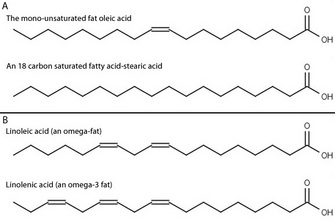 A
The mono-unsaturated fat oleic acid
O
OH
An 18 carbon saturated fatty acid-stearic acid
O
OH
B
Linoleic acid (an omega-fat)
O
OH
Linolenic acid (an omega-3 fat)
O
OH